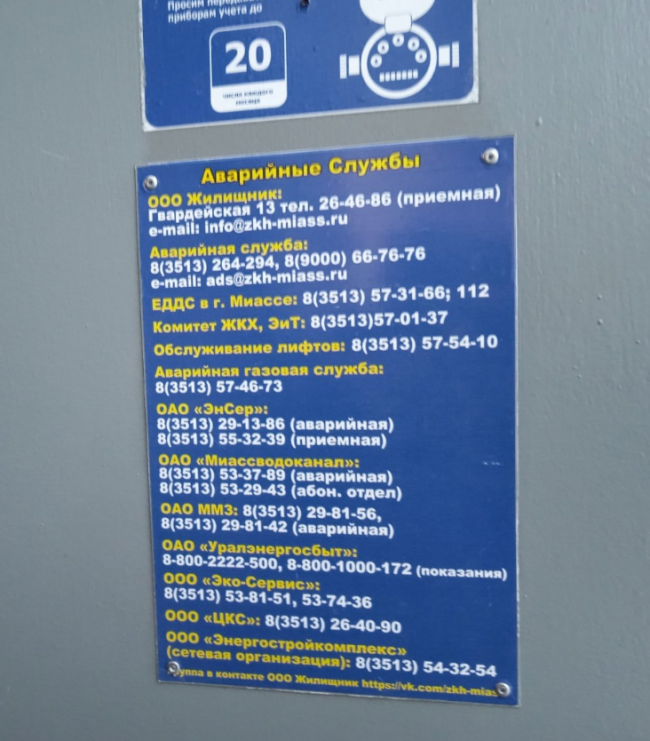 Просим
приборам учета до
20
число каждого
месяца
Аварийные Службы
ООО Жилищник:
Гвардейская 13 тел. 26-46-86 (приемная)
e-mail: info@zkh-miass.ru
Аварийная служба:
8(3513) 264-294, 8(9000) 66-76-76
e-mail: ads@zkh-miass.ru
ЕДДС в г. Миассе: 8(3513) 57-31-66; 112
Комитет ЖКХ, ЭиТ: 8(3513)57-01-37
Обслуживание лифтов: 8(3513) 57-54-10
Аварийная газовая служба:
8(3513) 57-46-73
ОАО «ЭнСер»:
8(3513) 29-13-86 (аварийная)
8(3513) 55-32-39 (приемная)
ОАО «Миассводоканал»:
8(3513) 53-37-89 (аварийная)
8(3513) 53-29-43 (абон. отдел)
ОАО ММЗ: 8(3513) 29-81-56,
8(3513) 29-81-42 (аварийная)
ОАО «Уралэнергосбыт»:
8-800-2222-500, 8-800-1000-172 (показания)
ООО «Эко-Сервис»:
8(3513) 53-81-51, 53-74-36
ООО «ЦКС»: 8(3513) 26-40-90
ООО «Энергостройкомплекс»
(сетевая организация): 8(3513) 54-32-54
в контакте ООО Жилищник https://vk.com/zkh-mias